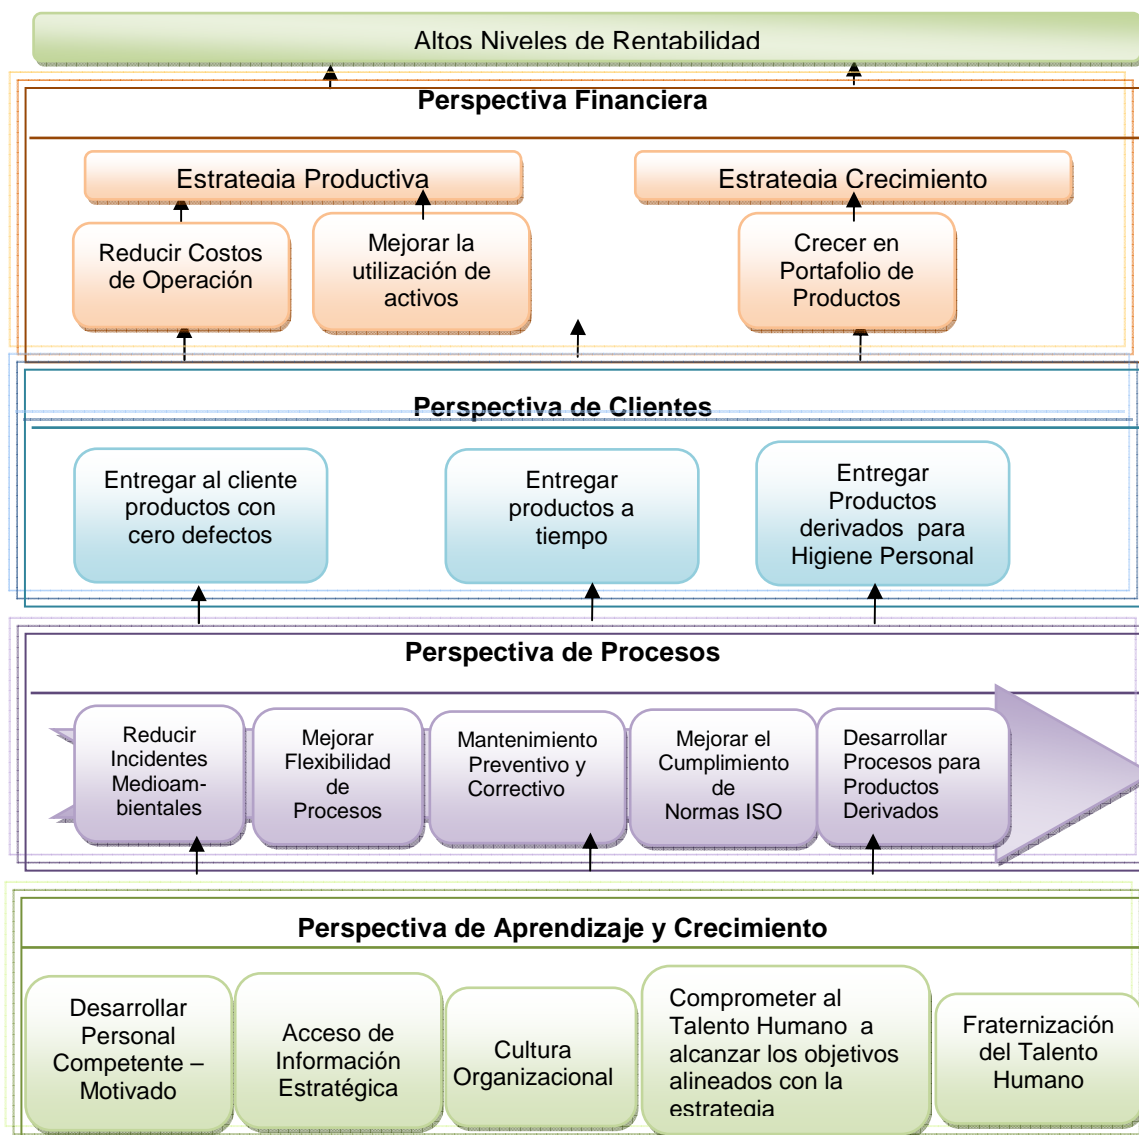 Altos Niveles de Rentabilidad
Perspectiva Financiera
Estrategia Productiva
Estrategia Crecimiento
Reducir Costos
de Operación
Mejorar la
utilización de
activos
Crecer en
Portafolio de
Productos
Perspectiva de Clientes
Entregar al cliente
productos con
cero defectos
Entregar
productos a
tiempo
Entregar
Productos
derivados para
Higiene Personal
Perspectiva de Procesos
Reducir
Incidentes
Medioam-
bientales
Mejorar
Flexibilidad
de
Procesos
Mantenimiento
Preventivo y
Correctivo
Mejorar el
Cumplimiento
de
Normas ISO
Desarrollar
Procesos para
Productos
Derivados
Perspectiva de Aprendizaje y Crecimiento
Desarrollar
Personal
Competente –
Motivado
Acceso de
Información
Estratégica
Cultura
Organizacional
Comprometer al
Talento Humano a
alcanzar los objetivos
alineados con la
estrategia
Fraternización
del Talento
Humano